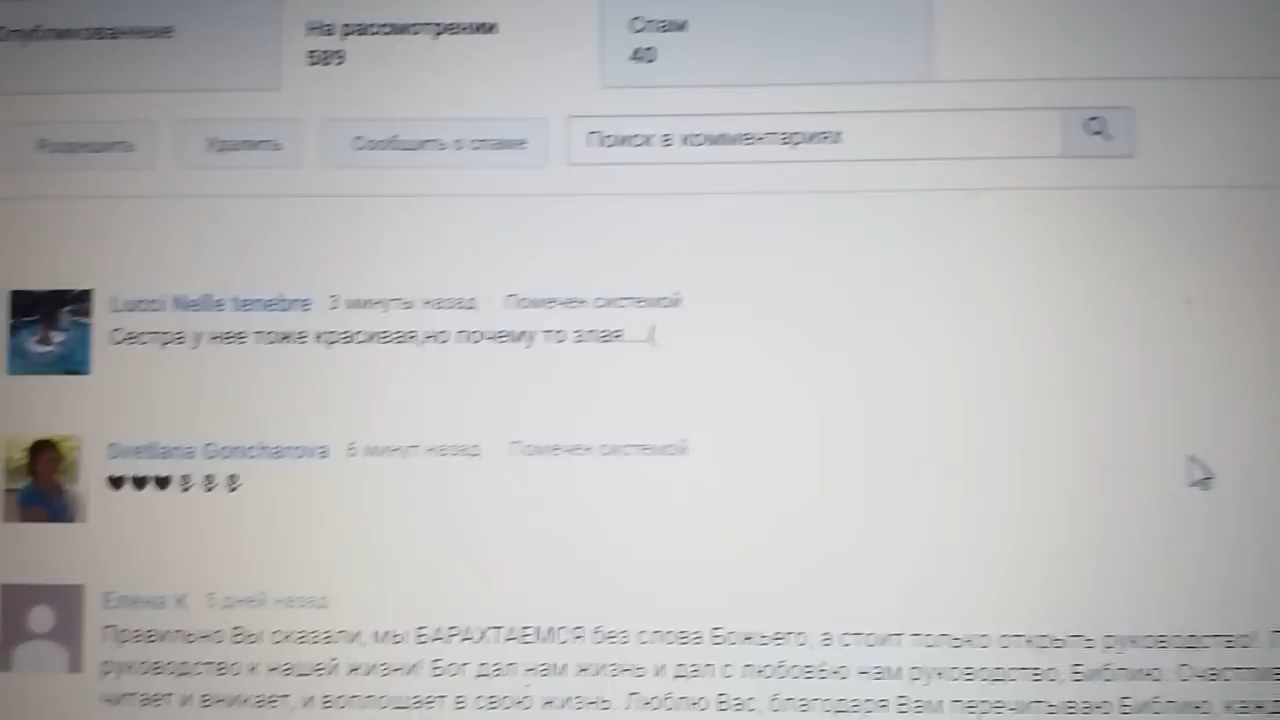 Опубликованные
На рассмотрении
589
Спам
40
Разрешить
Удалить
Сообщить о спаме
Поиск в комментариях
Lucci Nelle tenebre 3 минуты назад Помечен системой
Сестра у нее тоже красивая,но почему то злая....(
Svetlana Goncharova 6 минут назад Помечен системой
Елена К 5 дней назад
Правильно Вы сказали, мы БАРАХТАЕМСЯ без слова Божьего, а стоит только открыть руководство!
руководство к нашей жизни! Бог дал нам жизнь и дал с любовью нам руководство, Библию.
читает и вникает, и воплощает в свою жизнь. Люблю Вас, благодаря Вам перечитываю Библию,